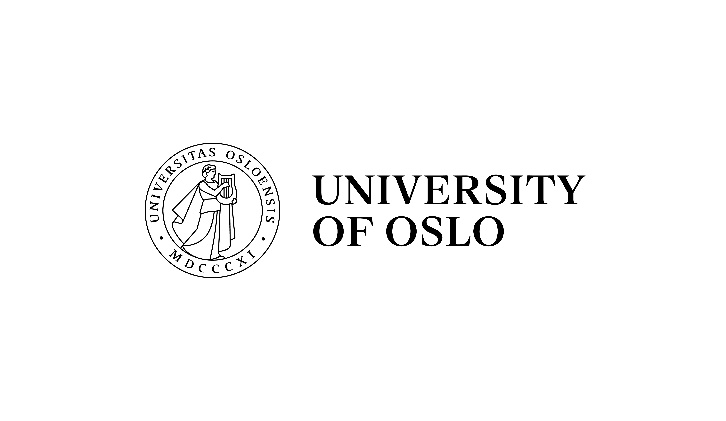 UNIVERSITAS OSLOENSIS
• MDCCCXI •
UNIVERSITY
OF OSLO